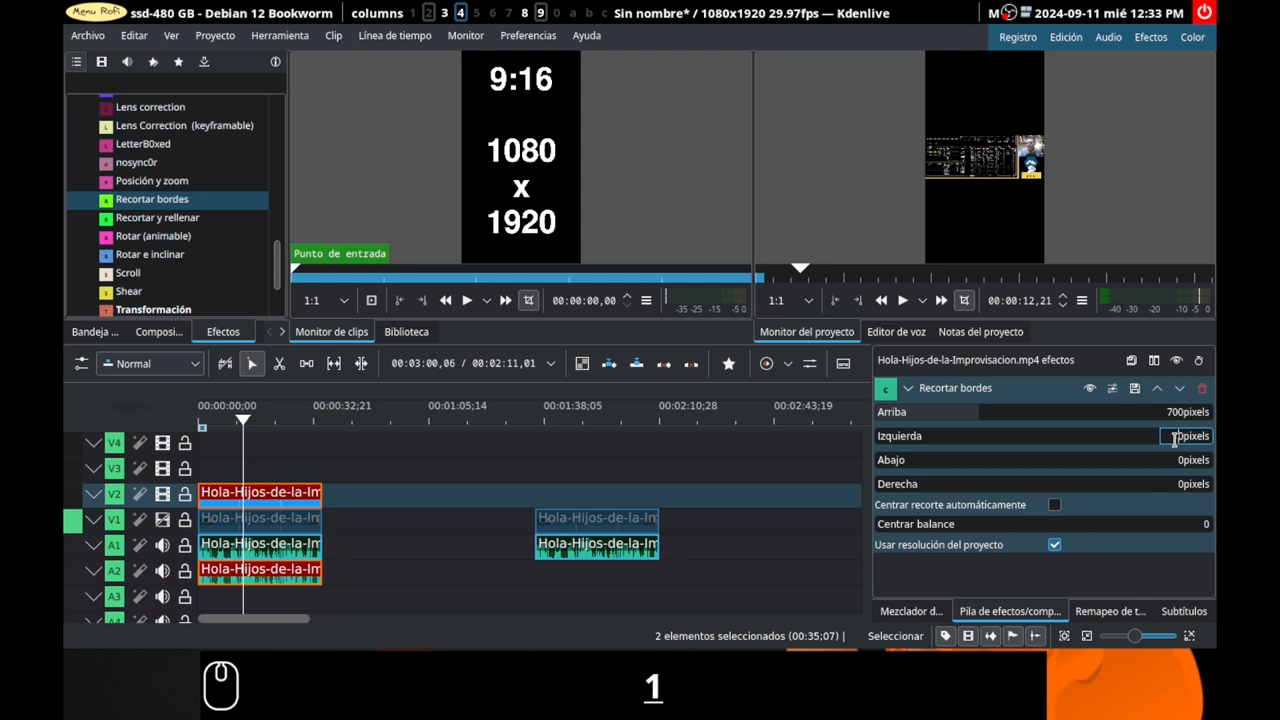 Menu Rofi
ssd-480 GB - Debian 12 Bookworm
columns 1 2 3 4 5 6 7 8 9 0 a b c
Sin nombre* / 1080x1920 29.97fps — Kdenlive
2024-09-11 mié 12:33 PM
Archivo Editar Ver Proyecto Herramienta Clip Línea de tiempo Monitor Preferencias Ayuda
Registro Edición Audio Efectos Color
Lens correction
Lens Correction (keyframable)
LetterB0xed
nosync0r
Posición y zoom
Recortar bordes
Recortar y rellenar
Rotar (animable)
Rotar e inclinar
Scroll
Shear
Transformación
9:16
1080
x
1920
Punto de entrada
1:1 00:00:00,00 -35 -25 -15 -5 0
1:1 00:00:12,21 -40 -30 -20 -10 -5 0
Bandeja ... Composi... Efectos
Monitor de clips Biblioteca
Monitor del proyecto Editor de voz Notas del proyecto
Normal 00:03:00,06 / 00:02:11,01
00:00:00;00 00:00:32;21 00:01:05;14 00:01:38;05 00:02:10;28 00:02:43;19
V4
V3
V2 Hola-Hijos-de-la-Im
V1 Hola-Hijos-de-la-Im Hola-Hijos-de-la-Im
A1 Hola-Hijos-de-la-Im Hola-Hijos-de-la-Im
A2 Hola-Hijos-de-la-Im
A3
Hola-Hijos-de-la-Improvisacion.mp4 efectos
c Recortar bordes
Arriba 700pixels
Izquierda 0pixels
Abajo 0pixels
Derecha 0pixels
Centrar recorte automáticamente
Centrar balance 0
Usar resolución del proyecto
Mezclador d... Pila de efectos/comp... Remapeo de t... Subtítulos
2 elementos seleccionados (00:35;07) | Seleccionar
1